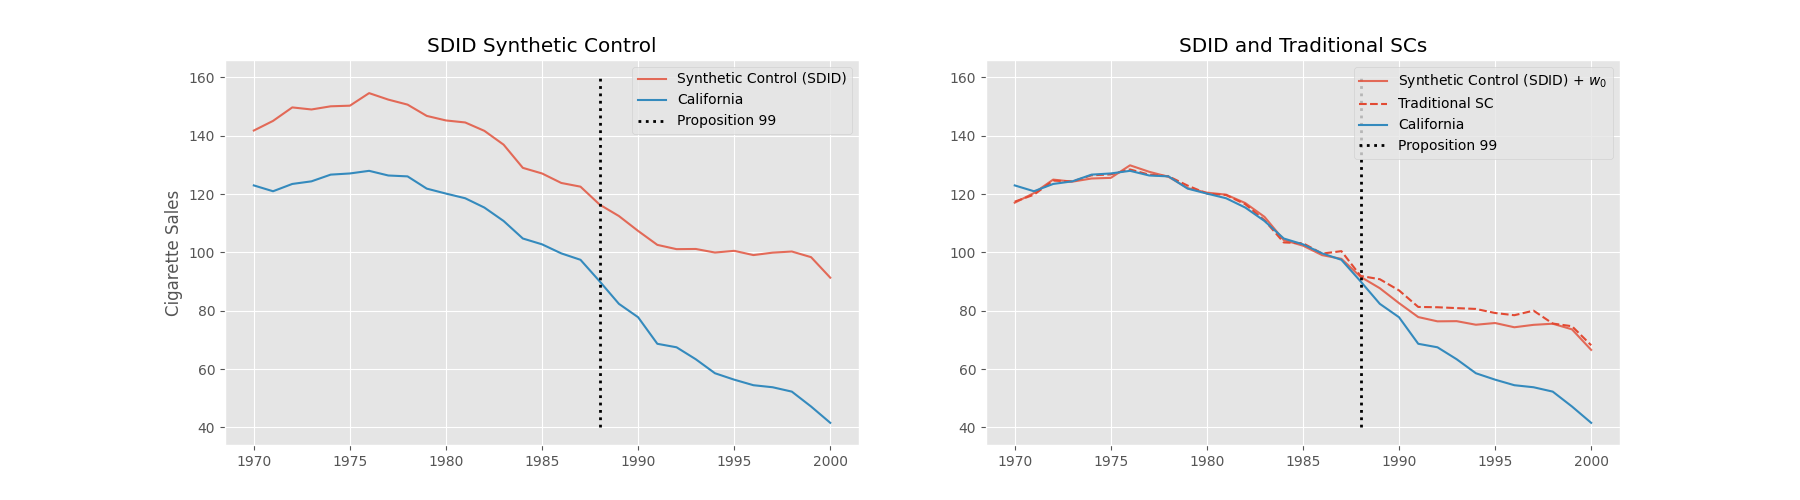 SDID Synthetic Control
160
140
120
100
80
60
40
Cigarette Sales
1970
1975
1980
1985
1990
1995
2000
Synthetic Control (SDID)
California
Proposition 99
SDID and Traditional SCs
160
140
120
100
80
60
40
1970
1975
1980
1985
1990
1995
2000
Synthetic Control (SDID) + w₀
Traditional SC
California
Proposition 99